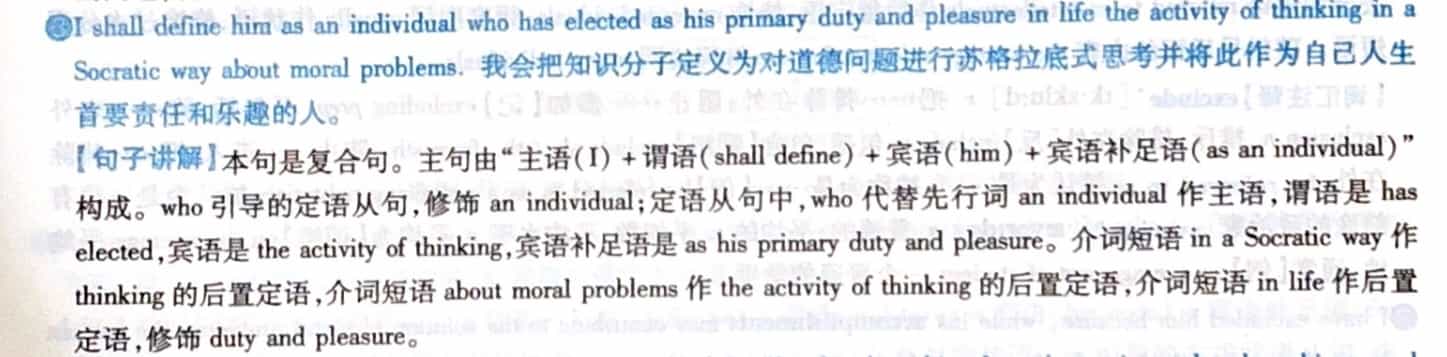 I shall define him as an individual who has elected as his primary duty and pleasure in life the activity of thinking in a
Socratic way about moral problems. 我会把知识分子定义为对道德问题进行苏格拉底式思考并将此作为自己人生
首要责任和乐趣的人。
【句子讲解】本句是复合句。主句由“主语(I)+谓语(shall define)+宾语(him)+宾语补足语(as an individual)”
构成。who 引导的定语从句,修饰 an individual;定语从句中,who 代替先行词 an individual 作主语,谓语是 has
elected,宾语是 the activity of thinking,宾语补足语是 as his primary duty and pleasure。介词短语 in a Socratic way 作
thinking 的后置定语,介词短语 about moral problems 作 the activity of thinking 的后置定语,介词短语 in life 作后置
定语,修饰 duty and pleasure。